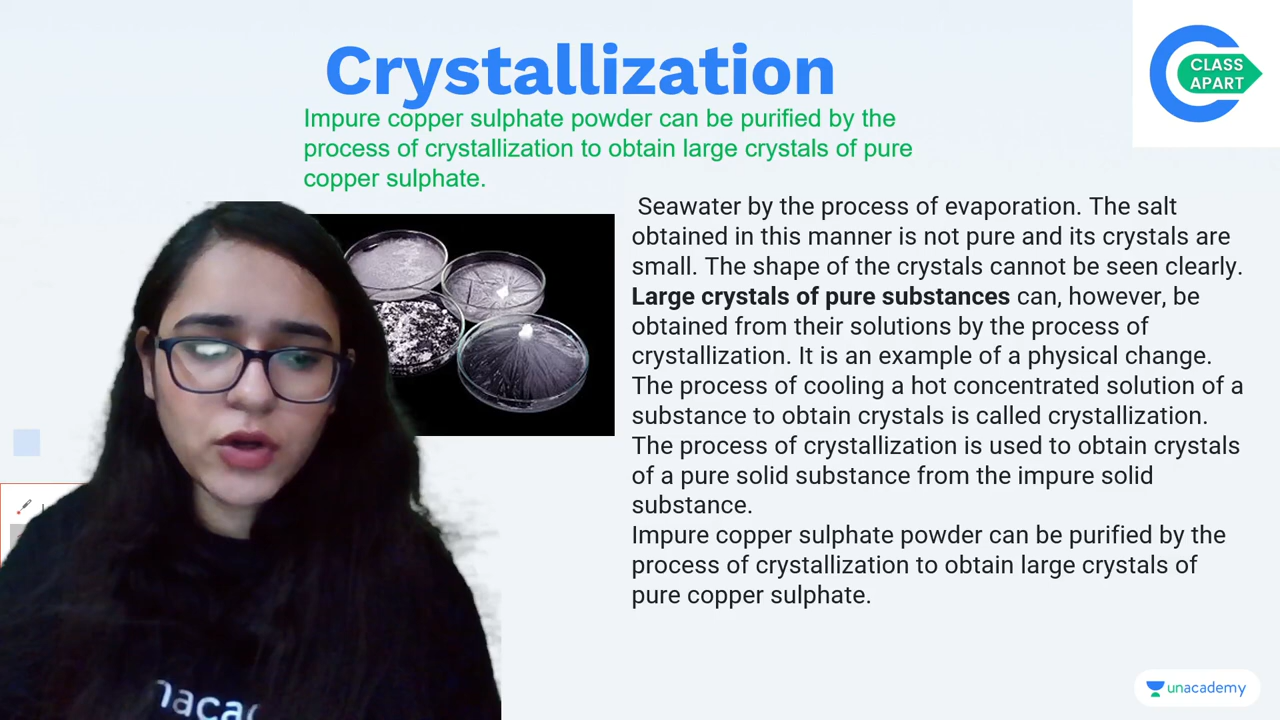 Crystallization
Impure copper sulphate powder can be purified by the
process of crystallization to obtain large crystals of pure
copper sulphate.
CLASS
APART
Seawater by the process of evaporation. The salt
obtained in this manner is not pure and its crystals are
small. The shape of the crystals cannot be seen clearly.
Large crystals of pure substances can, however, be
obtained from their solutions by the process of
crystallization. It is an example of a physical change.
The process of cooling a hot concentrated solution of a
substance to obtain crystals is called crystallization.
The process of crystallization is used to obtain crystals
of a pure solid substance from the impure solid
substance.
Impure copper sulphate powder can be purified by the
process of crystallization to obtain large crystals of
pure copper sulphate.
unacademy